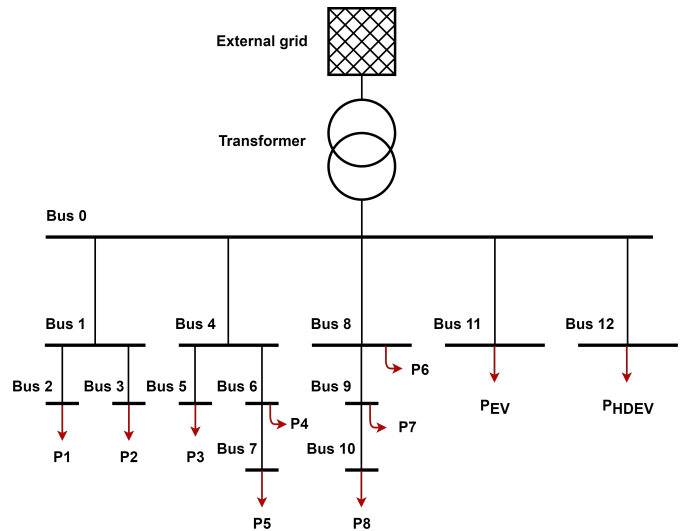 External grid
Transformer
Bus 0
Bus 1
Bus 4
Bus 8
Bus 11
Bus 12
P6
Bus 2
Bus 3
Bus 5
Bus 6
Bus 9
PEV
PHDEV
P4
P7
P1
P2
P3
Bus 7
Bus 10
P5
P8